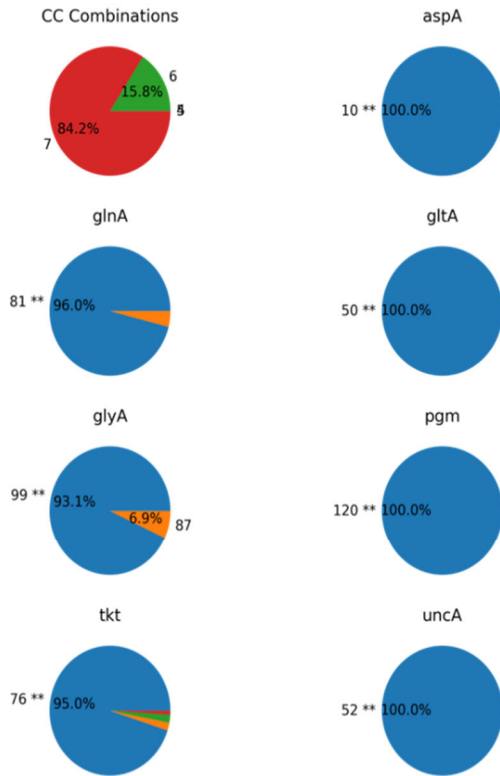 CC Combinations
aspA
6
15.8%
84.2%
7
10 ** 100.0%
glnA
gltA
81 ** 96.0%
50 ** 100.0%
glyA
pgm
99 ** 93.1%
6.9% 87
120 ** 100.0%
tkt
uncA
76 ** 95.0%
52 ** 100.0%